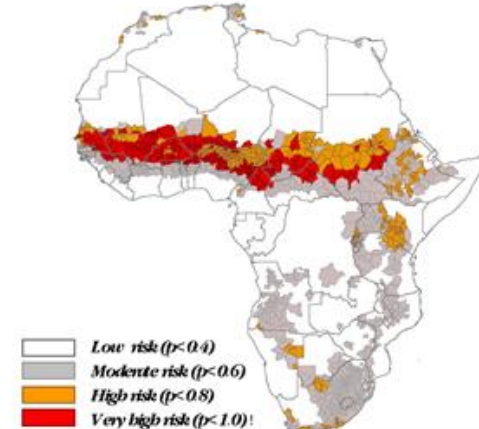 Low risk (p<0.4)
Moderate risk (p<0.6)
High risk (p<0.8)
Very high risk (p<1.0)!